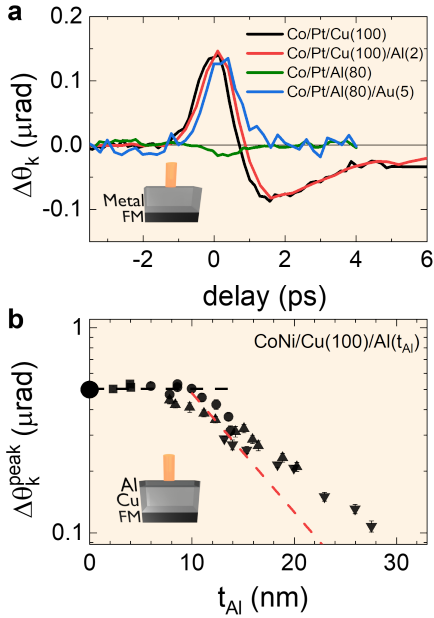 a
0.2
0.1
0.0
-0.1
Δθk (μrad)
Co/Pt/Cu(100)
Co/Pt/Cu(100)/Al(2)
Co/Pt/Al(80)
Co/Pt/Al(80)/Au(5)
Metal
FM
-2 0 2 4 6
delay (ps)
b
1
0.1
Δθk^peak (μrad)
CoNi/Cu(100)/Al(tAl)
Al
Cu
FM
0 10 20 30
tAl (nm)